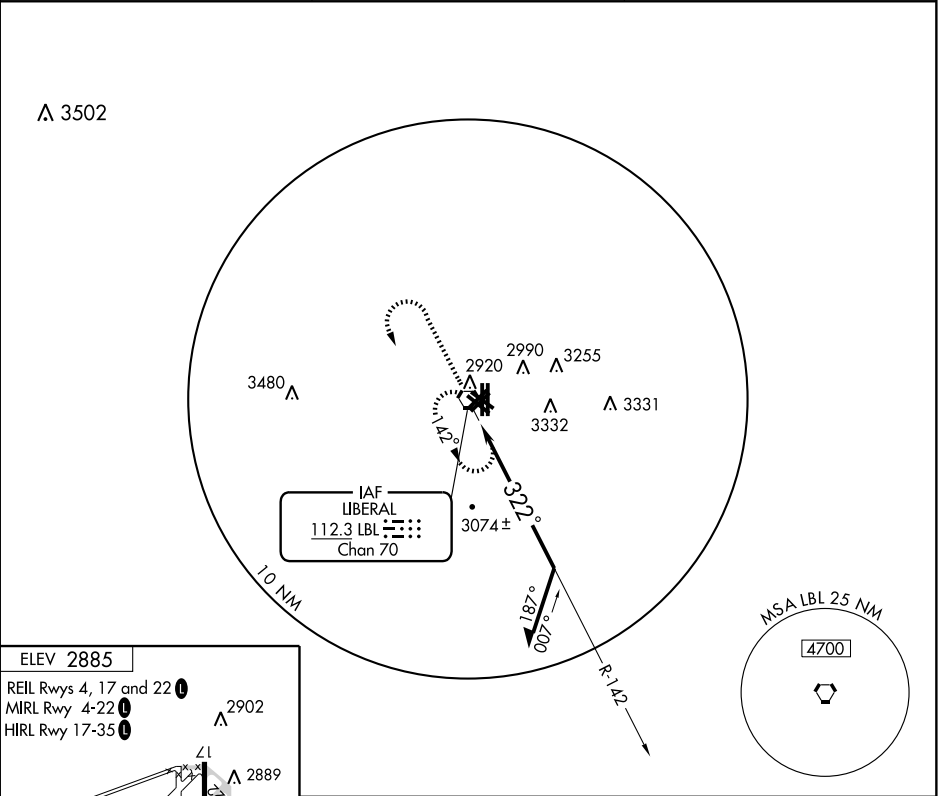 3502
2990
3255
2920
3480
3331
3332
142°
322°
IAF
LIBERAL
112.3 LBL
Chan 70
3074±
10 NM
187°
007°
R-142
MSA LBL 25 NM
4700
ELEV 2885
REIL Rwys 4, 17 and 22 L
MIRL Rwy 4-22 L
HIRL Rwy 17-35 L
2902
17
2889
22